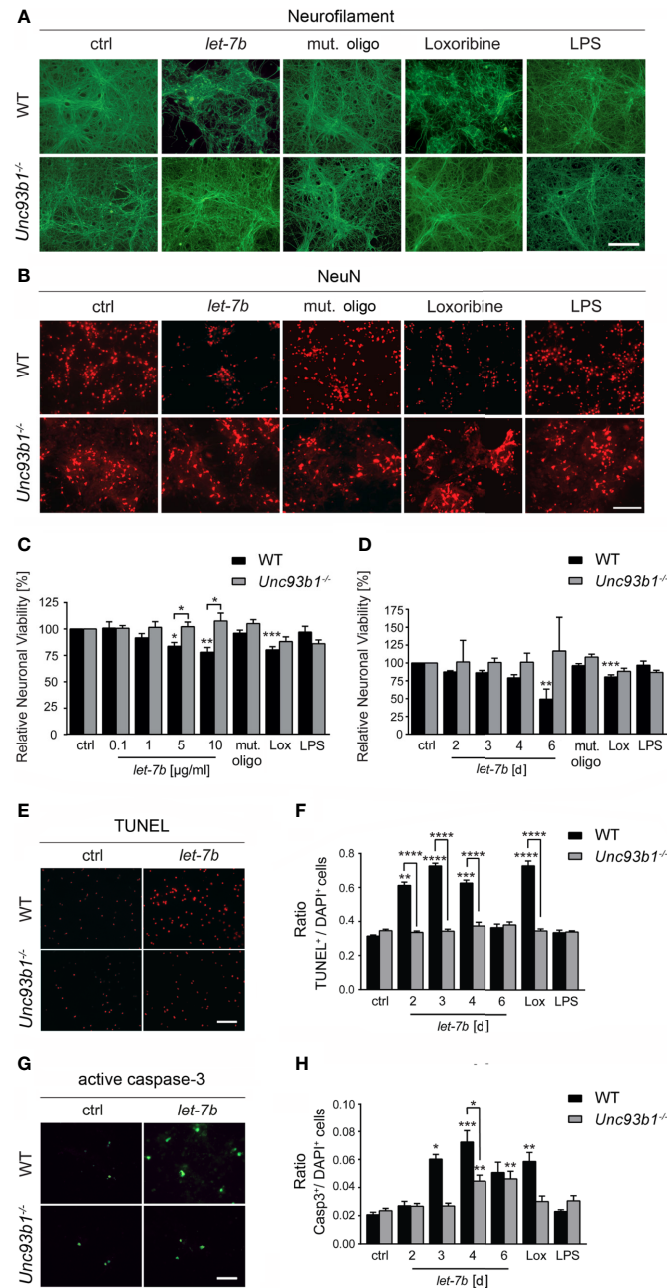 A
Neurofilament
ctrl let-7b mut. oligo Loxoribine LPS
WT
Unc93b1-/-
B
NeuN
ctrl let-7b mut. oligo Loxoribine LPS
WT
Unc93b1-/-
C
WT
Unc93b1-/-
Relative Neuronal Viability [%]
150
125
100
75
50
25
0
* * * ** ***
ctrl 0.1 1 5 10 mut. oligo Lox LPS
let-7b [µg/ml]
D
WT
Unc93b1-/-
Relative Neuronal Viability [%]
175
150
125
100
75
50
25
0
** ***
ctrl 2 3 4 6 mut. oligo Lox LPS
let-7b [d]
E
TUNEL
ctrl let-7b
WT
Unc93b1-/-
F
WT
Unc93b1-/-
Ratio
TUNEL+ / DAPI+ cells
0.8
0.6
0.4
0.2
0.0
**** **** **** ****
** **** *** ****
ctrl 2 3 4 6 Lox LPS
let-7b [d]
G
active caspase-3
ctrl let-7b
WT
Unc93b1-/-
H
WT
Unc93b1-/-
Ratio
Casp3+/ DAPI+ cells
0.10
0.08
0.06
0.04
0.02
0.00
*
* *** ** ** **
ctrl 2 3 4 6 Lox LPS
let-7b [d]